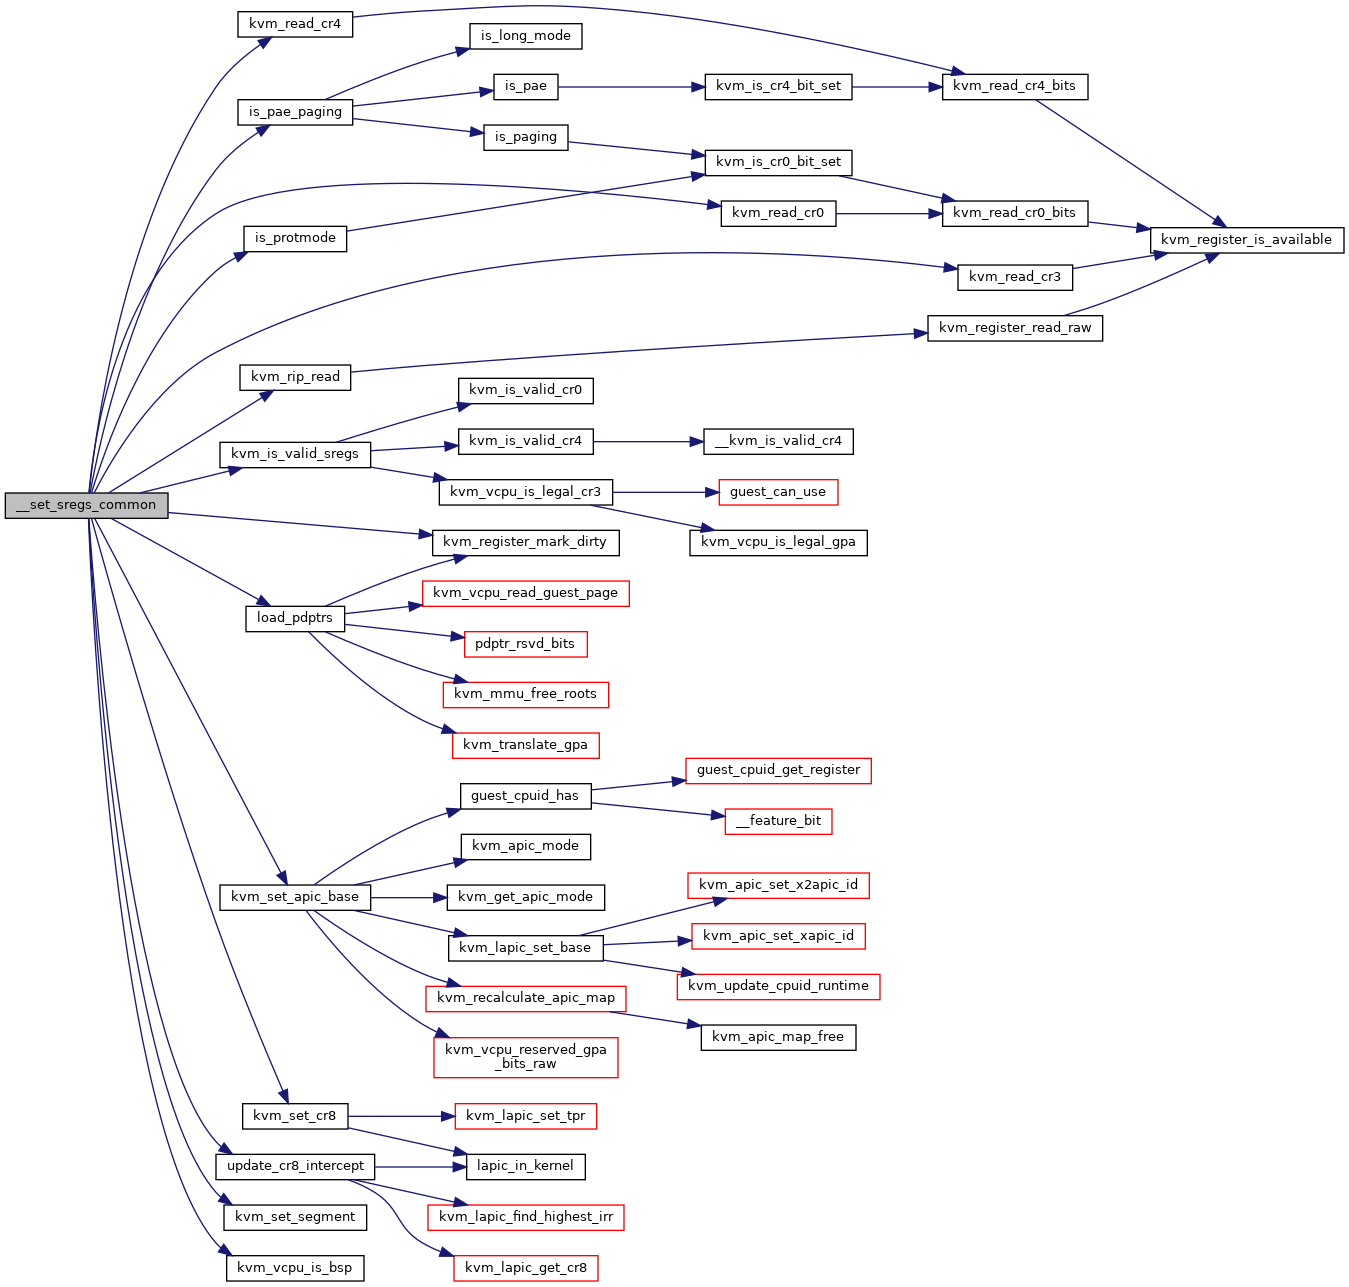 kvm_read_cr4
is_long_mode
is_pae
kvm_is_cr4_bit_set
kvm_read_cr4_bits
is_pae_paging
is_paging
kvm_is_cr0_bit_set
kvm_read_cr0
kvm_read_cr0_bits
is_protmode
kvm_register_is_available
kvm_read_cr3
kvm_register_read_raw
kvm_rip_read
kvm_is_valid_cr0
kvm_is_valid_sregs
kvm_is_valid_cr4
__kvm_is_valid_cr4
kvm_vcpu_is_legal_cr3
guest_can_use
__set_sregs_common
kvm_register_mark_dirty
kvm_vcpu_is_legal_gpa
kvm_vcpu_read_guest_page
load_pdptrs
pdptr_rsvd_bits
kvm_mmu_free_roots
kvm_translate_gpa
guest_cpuid_get_register
guest_cpuid_has
__feature_bit
kvm_apic_mode
kvm_apic_set_x2apic_id
kvm_set_apic_base
kvm_get_apic_mode
kvm_apic_set_xapic_id
kvm_lapic_set_base
kvm_update_cpuid_runtime
kvm_recalculate_apic_map
kvm_apic_map_free
kvm_vcpu_reserved_gpa
_bits_raw
kvm_set_cr8
kvm_lapic_set_tpr
update_cr8_intercept
lapic_in_kernel
kvm_set_segment
kvm_lapic_find_highest_irr
kvm_vcpu_is_bsp
kvm_lapic_get_cr8